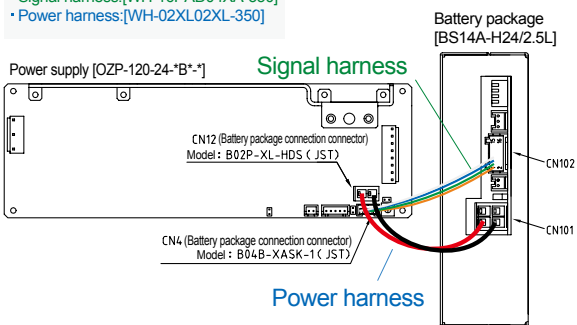 ・Power harness:[WH-02XL02XL-350]
Battery package
[BS14A-H24/2.5L]
Power supply [OZP-120-24-*B*-*]
Signal harness
CN12 (Battery package connection connector)
Model : B02P-XL-HDS ( JST)
CN102
CN101
CN4 (Battery package connection connector)
Model : B04B-XASK-1 ( JST)
Power harness